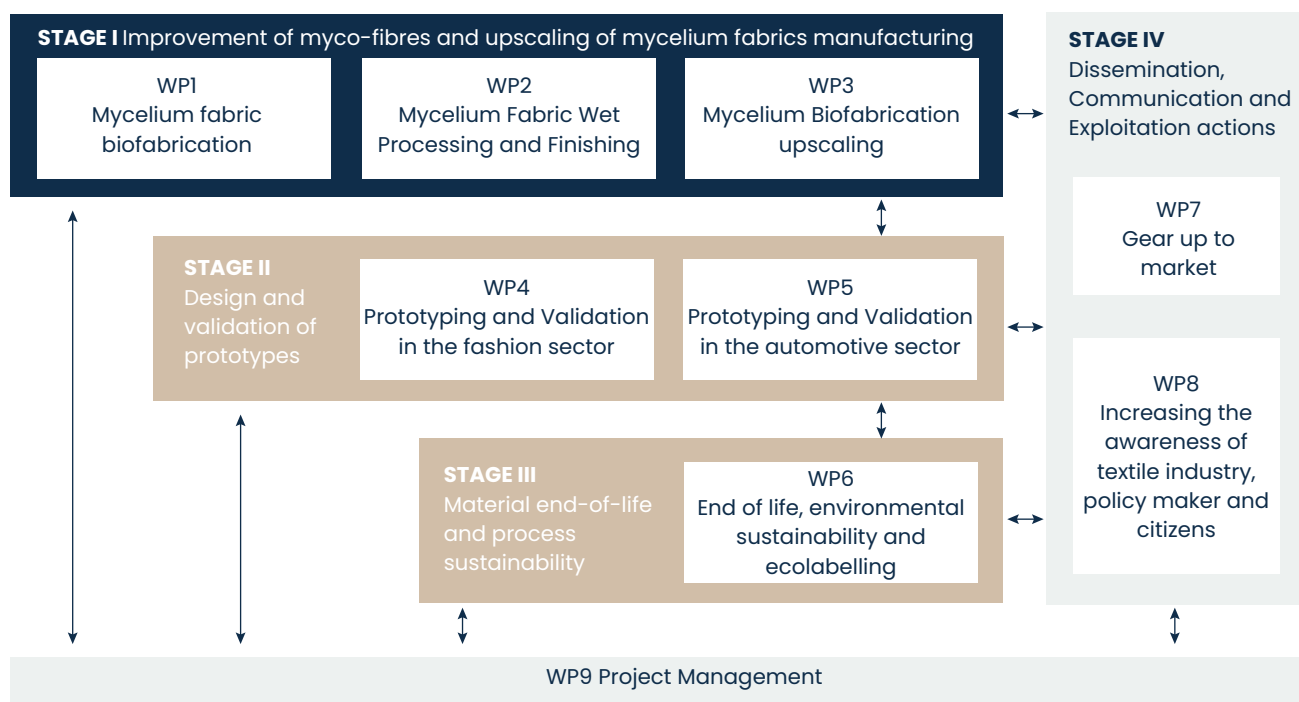 STAGE I Improvement of myco-fibres and upscaling of mycelium fabrics manufacturing
WP1
Mycelium fabric
biofabrication
WP2
Mycelium Fabric Wet
Processing and Finishing
WP3
Mycelium Biofabrication
upscaling
STAGE II
Design and
validation of
prototypes
WP4
Prototyping and Validation
in the fashion sector
WP5
Prototyping and Validation
in the automotive sector
STAGE III
Material end-of-life
and process
sustainability
WP6
End of life, environmental
sustainability and
ecolabelling
STAGE IV
Dissemination,
Communication and
Exploitation actions
WP7
Gear up to
market
WP8
Increasing the
awareness of
textile industry,
policy maker and
citizens
WP9 Project Management